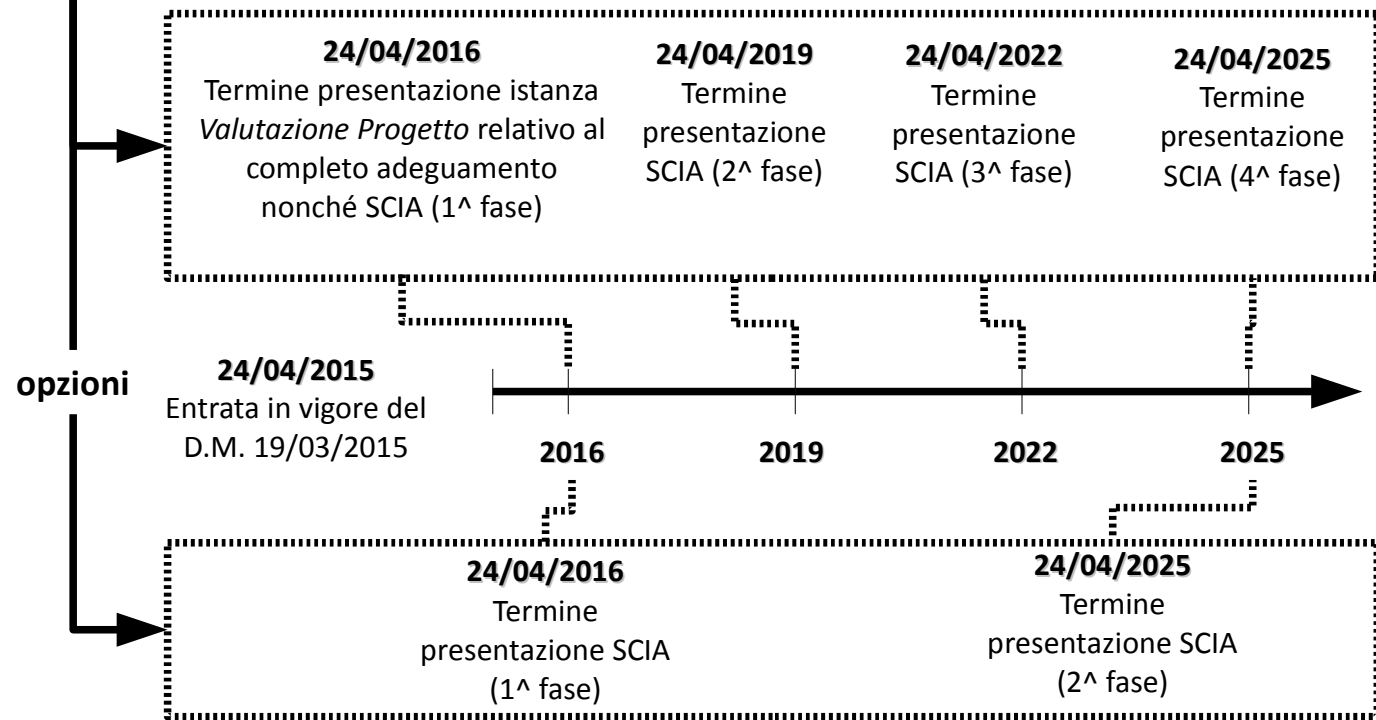 24/04/2016
Termine presentazione istanza
Valutazione Progetto relativo al
completo adeguamento
nonché SCIA (1^ fase)
24/04/2019
Termine
presentazione
SCIA (2^ fase)
24/04/2022
Termine
presentazione
SCIA (3^ fase)
24/04/2025
Termine
presentazione
SCIA (4^ fase)
opzioni
24/04/2015
Entrata in vigore del
D.M. 19/03/2015
2016
2019
2022
2025
24/04/2016
Termine
presentazione SCIA
(1^ fase)
24/04/2025
Termine
presentazione SCIA
(2^ fase)